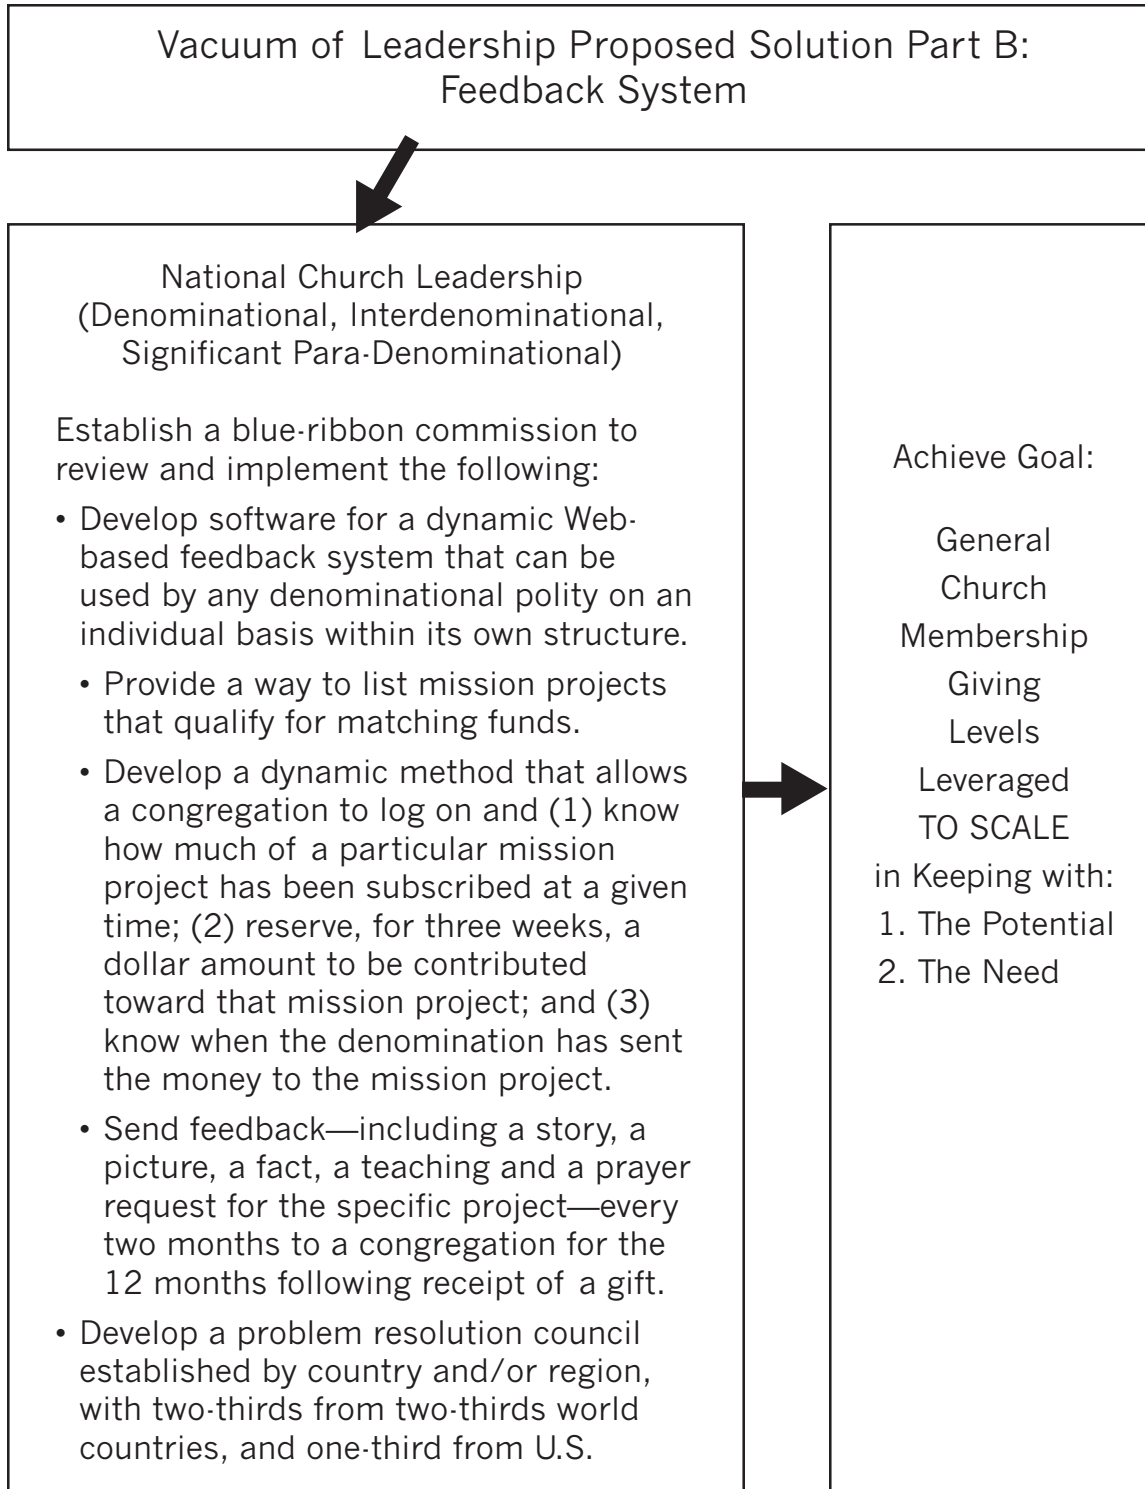 Vacuum of Leadership Proposed Solution Part B:
Feedback System
National Church Leadership
(Denominational, Interdenominational,
Significant Para-Denominational)
Establish a blue-ribbon commission to
review and implement the following:
• Develop software for a dynamic Web-
based feedback system that can be
used by any denominational polity on an
individual basis within its own structure.
• Provide a way to list mission projects
that qualify for matching funds.
• Develop a dynamic method that allows
a congregation to log on and (1) know
how much of a particular mission
project has been subscribed at a given
time; (2) reserve, for three weeks, a
dollar amount to be contributed
toward that mission project; and (3)
know when the denomination has sent
the money to the mission project.
• Send feedback—including a story, a
picture, a fact, a teaching and a prayer
request for the specific project—every
two months to a congregation for the
12 months following receipt of a gift.
• Develop a problem resolution council
established by country and/or region,
with two-thirds from two-thirds world
countries, and one-third from U.S.
Achieve Goal:
General
Church
Membership
Giving
Levels
Leveraged
TO SCALE
in Keeping with:
1. The Potential
2. The Need